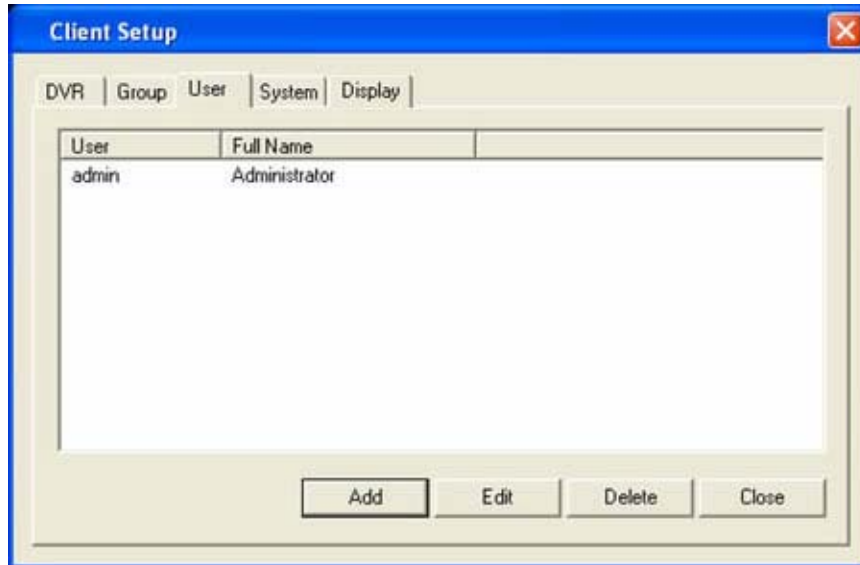 Client Setup
DVR Group User System Display
User Full Name
admin Administrator
Add Edit Delete Close